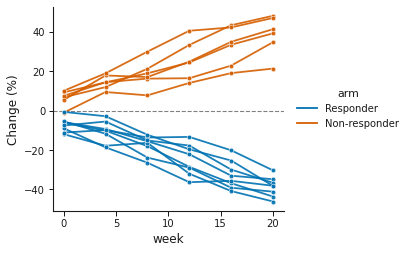 40
20
0
−20
−40
Change (%)
0
5
10
15
20
week
arm
Responder
Non-responder